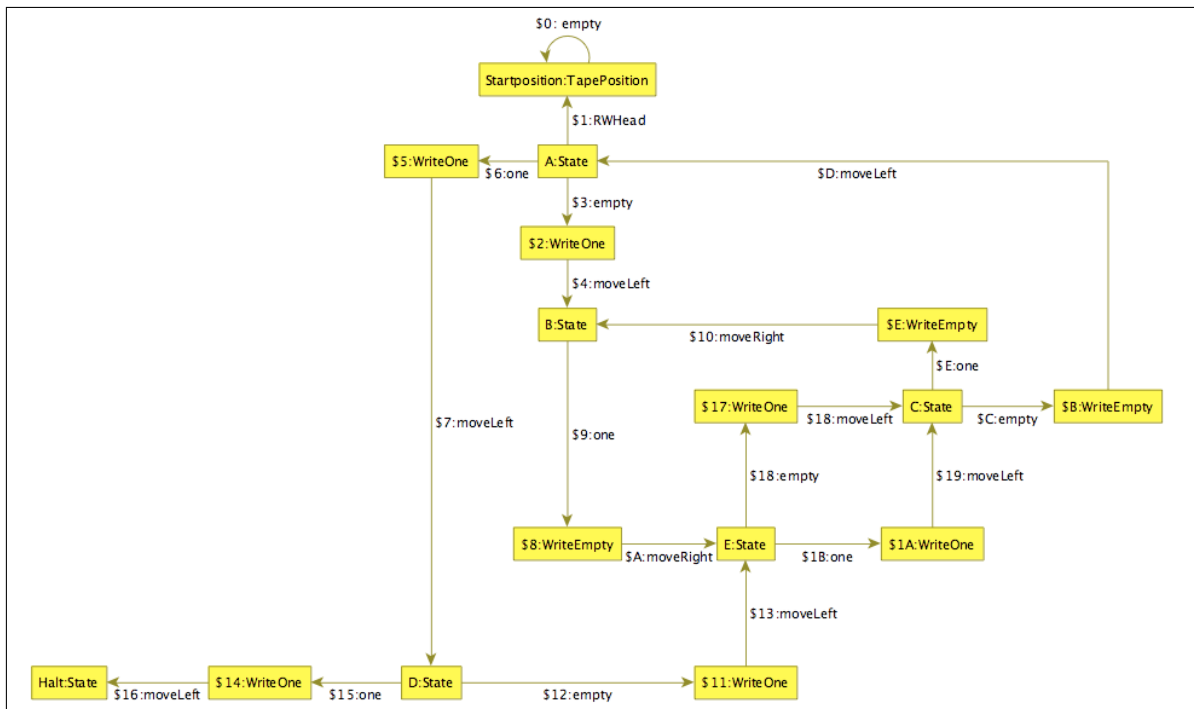 $0: empty
Startposition:TapePosition
$1:RWHead
$5:WriteOne
$6:one
A:State
$D:moveLeft
$3:empty
$2:WriteOne
$4:moveLeft
B:State
$10:moveRight
$E:WriteEmpty
$E:one
$17:WriteOne
$18:moveLeft
C:State
$C:empty
$B:WriteEmpty
$7:moveLeft
$9:one
$18:empty
$19:moveLeft
$8:WriteEmpty
$A:moveRight
E:State
$1B:one
$1A:WriteOne
$13:moveLeft
Halt:State
$16:moveLeft
$14:WriteOne
$15:one
D:State
$12:empty
$11:WriteOne